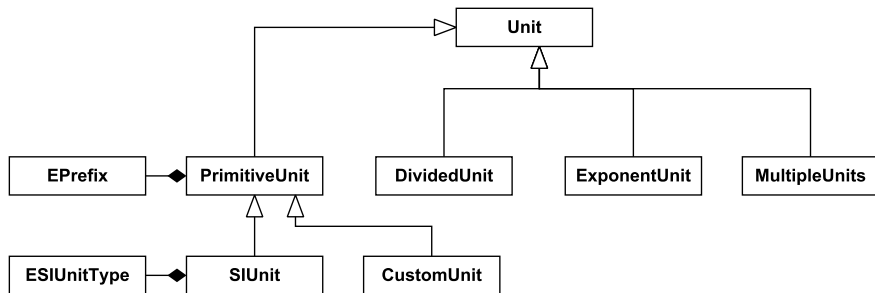 Unit
EPrefix
PrimitiveUnit
DividedUnit
ExponentUnit
MultipleUnits
ESIUnitType
SIUnit
CustomUnit